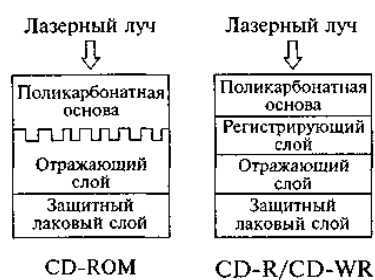 Лазерный луч
Поликарбонатная
основа
Отражающий
слой
Защитный
лаковый слой
CD-ROM
Лазерный луч
Поликарбонатная
основа
Регистрирующий
слой
Отражающий
слой
Защитный
лаковый слой
CD-R/CD-WR